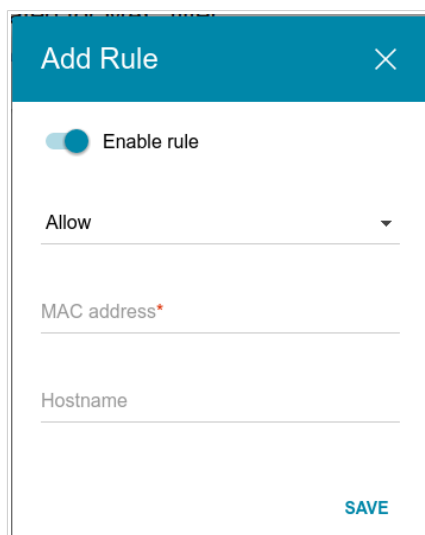 Add Rule
Enable rule
Allow
MAC address*
Hostname
SAVE